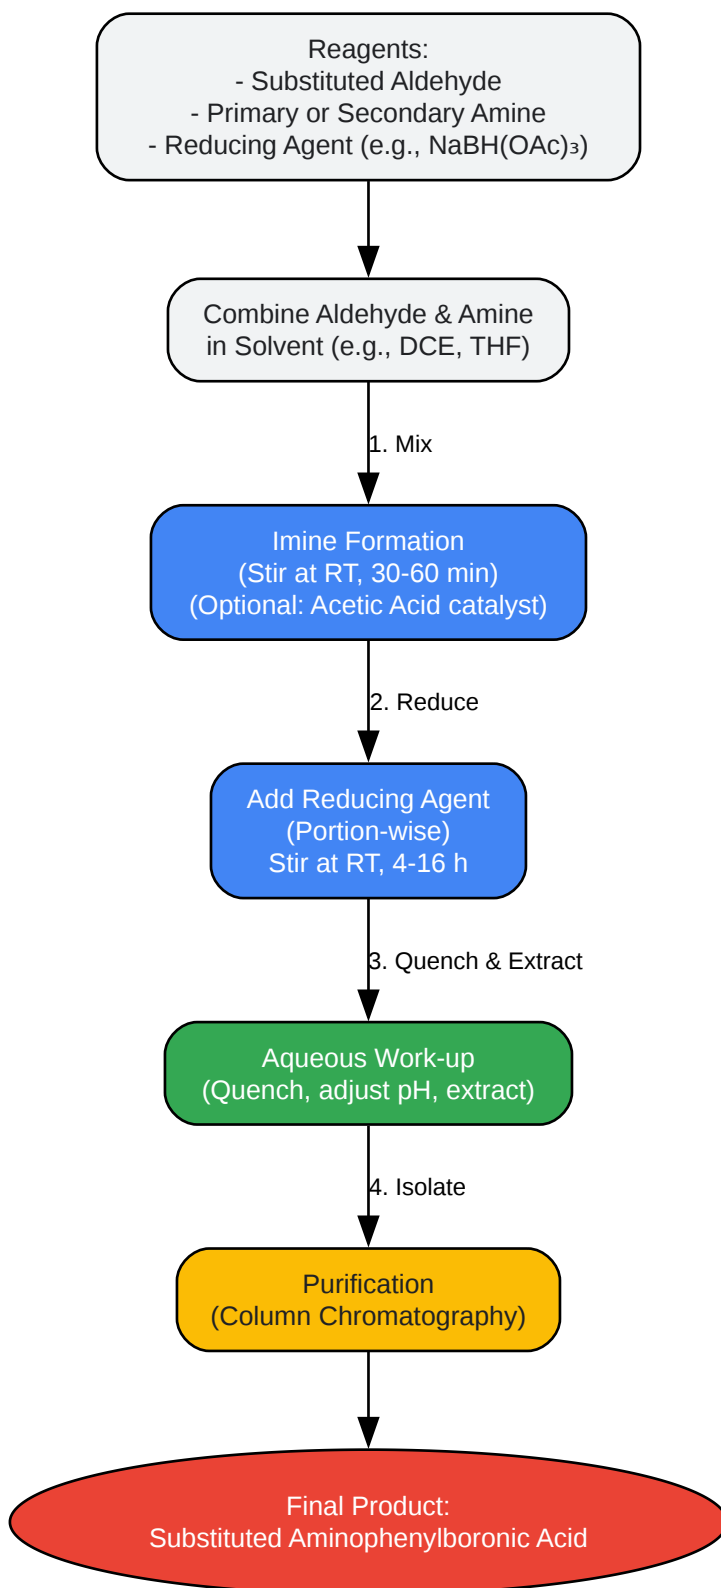 Reagents:
- Substituted Aldehyde
- Primary or Secondary Amine
- Reducing Agent (e.g., NaBH(OAc)₃)
Combine Aldehyde & Amine
in Solvent (e.g., DCE, THF)
1. Mix
Imine Formation
(Stir at RT, 30-60 min)
(Optional: Acetic Acid catalyst)
2. Reduce
Add Reducing Agent
(Portion-wise)
Stir at RT, 4-16 h
3. Quench & Extract
Aqueous Work-up
(Quench, adjust pH, extract)
4. Isolate
Purification
(Column Chromatography)
Final Product:
Substituted Aminophenylboronic Acid